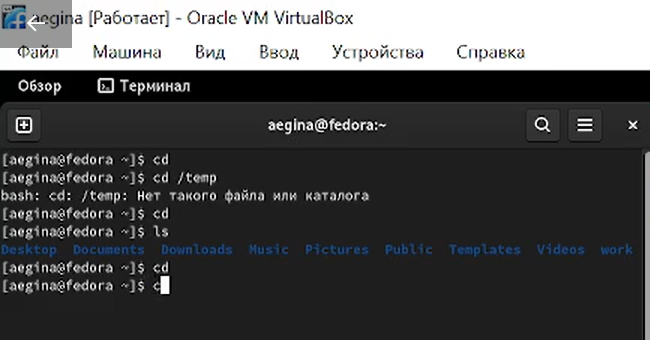 aegina [Работает] - Oracle VM VirtualBox
Файл Машина Вид Ввод Устройства Справка
Обзор Терминал
aegina@fedora:~
[aegina@fedora ~]$ cd
[aegina@fedora ~]$ cd /temp
bash: cd: /temp: Нет такого файла или каталога
[aegina@fedora ~]$ cd
[aegina@fedora ~]$ ls
Desktop Documents Downloads Music Pictures Public Templates Videos work
[aegina@fedora ~]$ cd
[aegina@fedora ~]$ c